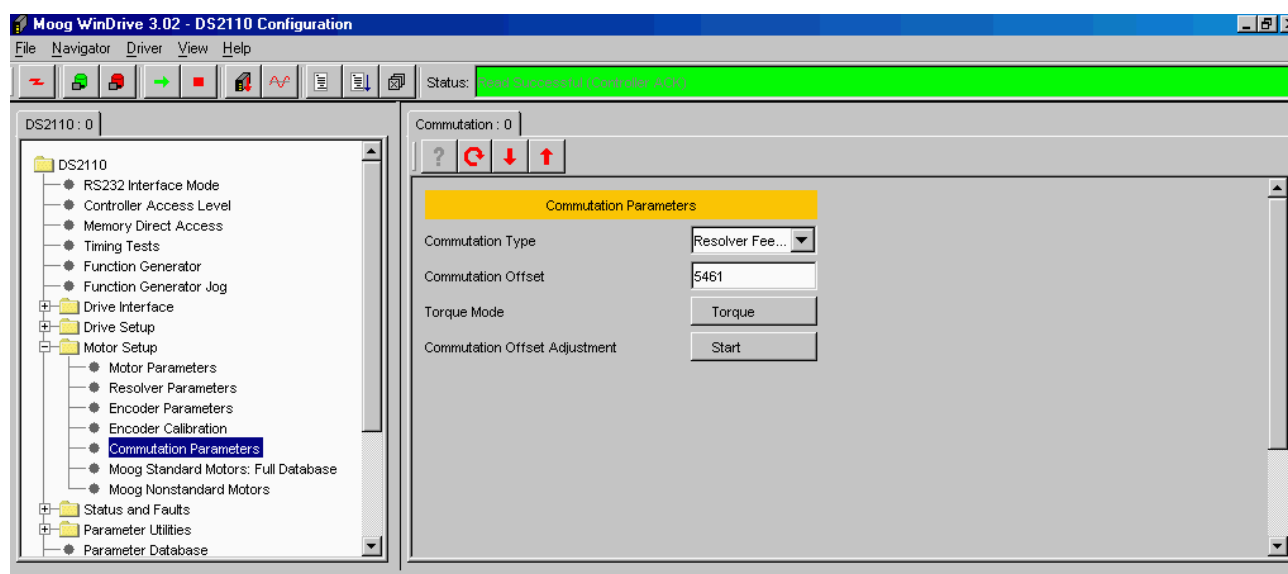 Moog WinDrive 3.02 - DS2110 Configuration
File Navigator Driver View Help
Status: Read Successful (Controller ACK)
DS2110 : 0
DS2110
RS232 Interface Mode
Controller Access Level
Memory Direct Access
Timing Tests
Function Generator
Function Generator Jog
Drive Interface
Drive Setup
Motor Setup
Motor Parameters
Resolver Parameters
Encoder Parameters
Encoder Calibration
Commutation Parameters
Moog Standard Motors: Full Database
Moog Nonstandard Motors
Status and Faults
Parameter Utilities
Parameter Database
Commutation : 0
?
Commutation Parameters
Commutation Type Resolver Fee...
Commutation Offset 5461
Torque Mode Torque
Commutation Offset Adjustment Start